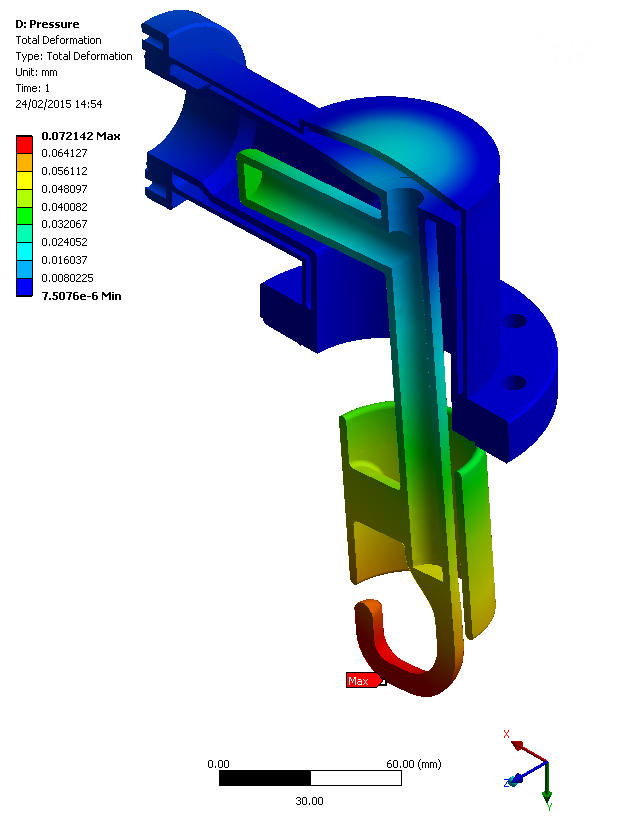 D: Pressure
Total Deformation
Type: Total Deformation
Unit: mm
Time: 1
24/02/2015 14:54
0.072142 Max
0.064127
0.056112
0.048097
0.040082
0.032067
0.024052
0.016037
0.0080225
7.5076e-6 Min
Max
0.00
60.00 (mm)
30.00
X
Z
Y